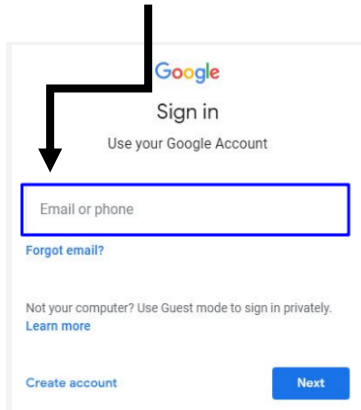 Google
Sign in
Use your Google Account
Email or phone
Forgot email?
Not your computer? Use Guest mode to sign in privately.
Learn more
Create account
Next